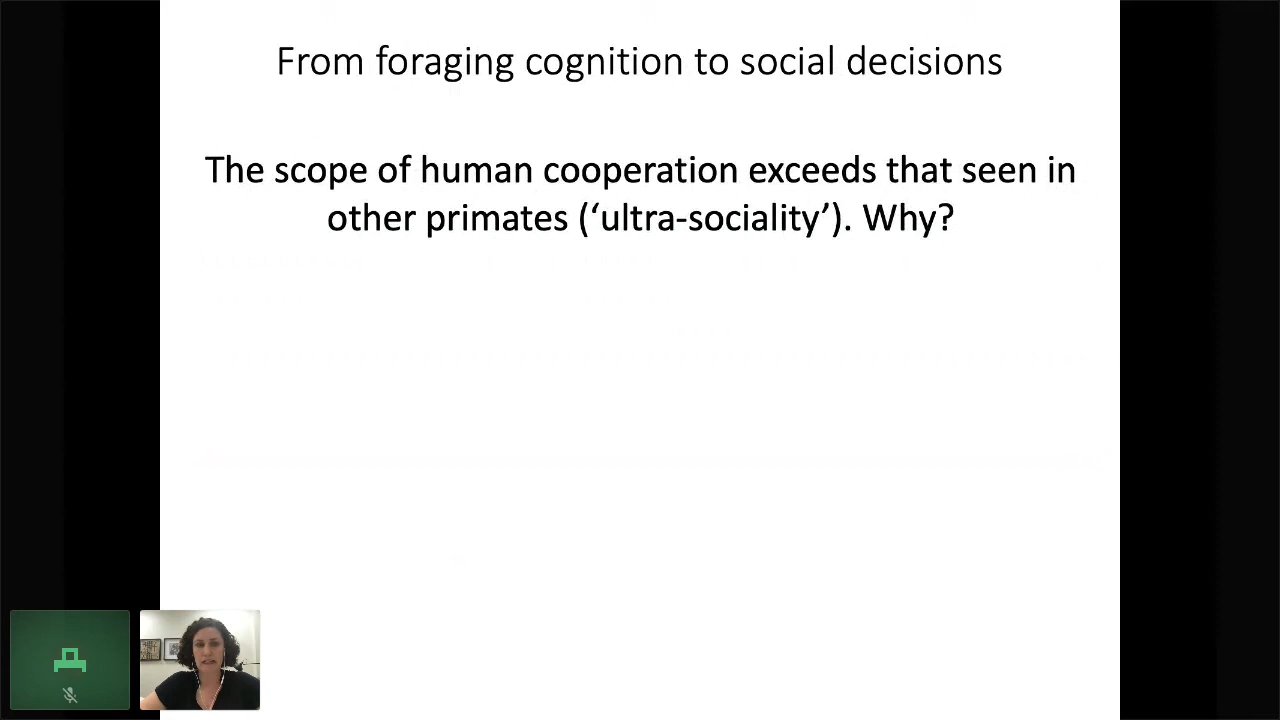 From foraging cognition to social decisions
The scope of human cooperation exceeds that seen in
other primates (‘ultra-sociality’). Why?